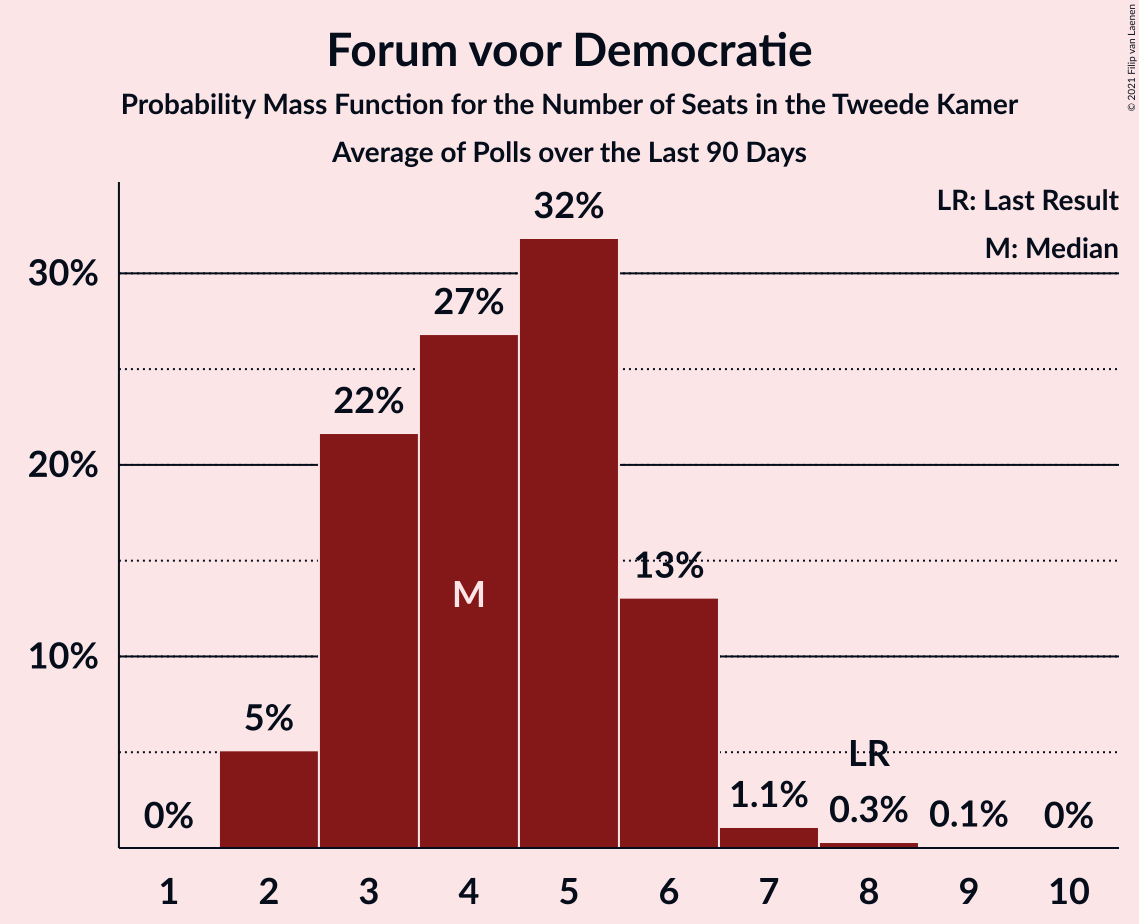 Forum voor Democratie
Probability Mass Function for the Number of Seats in the Tweede Kamer
Average of Polls over the Last 90 Days
© 2021 Filip van Laenen
LR: Last Result
M: Median
32%
30%
27%
22%
20%
13%
M
10%
5%
LR
1.1%
0.3%
0.1%
0%
0%
1 2 3 4 5 6 7 8 9 10